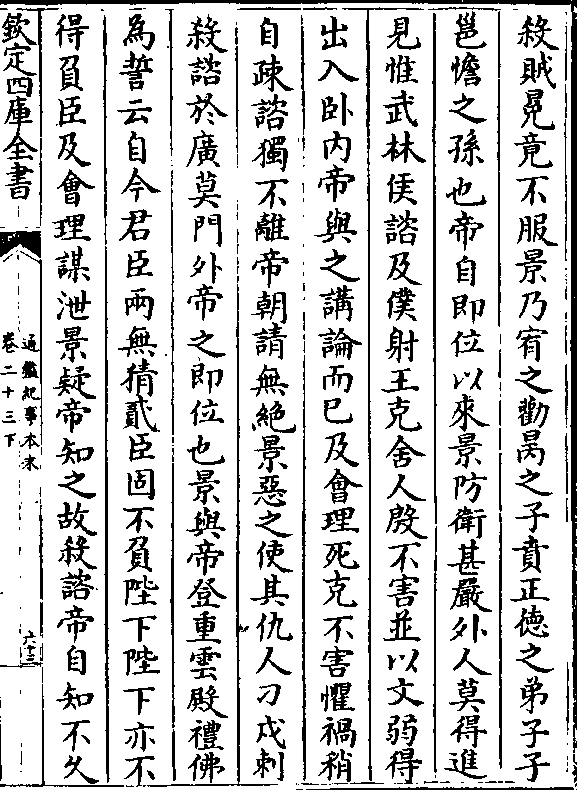 殺賊晃竟不服景乃宥之勸昺之子賁正徳之弟子子
邕憺之孫也帝自即位以來景防衛甚嚴外人莫得進
見惟武林侯諮及僕射王克舍人殷不害並以文弱得
出入卧内帝與之講論而已及會理死克不害懼禍稍
自疎諮獨不離帝朝請無絶景惡之使其仇人刁戍刺
殺諮於廣莫門外帝之即位也景與帝登重雲殿禮佛
為誓云自今君臣兩無猜貳臣固不負陛下陛下亦不
得負臣及會理謀泄景疑帝知之故殺諮帝自知不久
欽定四庫全書
通鑑紀事本末
卷二十三下
六十三